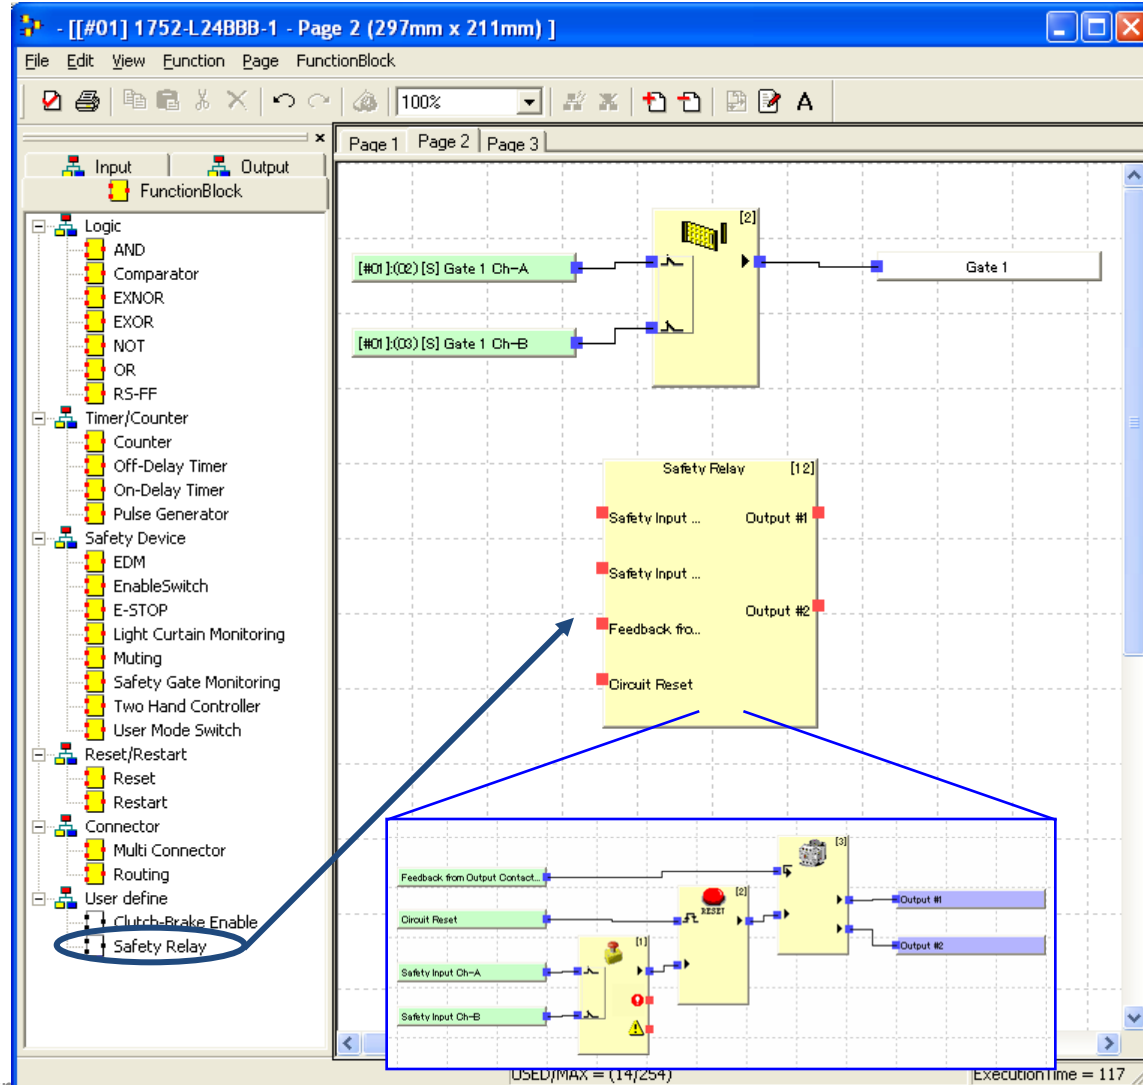 - [[#01] 1752-L24BBB-1 - Page 2 (297mm x 211mm) ]
File Edit View Function Page FunctionBlock
100%
A
Page 1 Page 2 Page 3
Input Output
FunctionBlock
Logic
AND
Comparator
EXNOR
EXOR
NOT
OR
RS-FF
Timer/Counter
Counter
Off-Delay Timer
On-Delay Timer
Pulse Generator
Safety Device
EDM
EnableSwitch
E-STOP
Light Curtain Monitoring
Muting
Safety Gate Monitoring
Two Hand Controller
User Mode Switch
Reset/Restart
Reset
Restart
Connector
Multi Connector
Routing
User define
Clutch-Brake Enable
Safety Relay
[2]
[#01]:(02) [S] Gate 1 Ch-A
Gate 1
[#01]:(03) [S] Gate 1 Ch-B
Safety Relay [12]
Safety Input ... Output #1
Safety Input ...
Output #2
Feedback fro...
Circuit Reset
[3]
Feedback from Output Contact...
[2]
RESET
Output #1
Circuit Reset
[1]
Output #2
Safety Input Ch-A
Safety Input Ch-B
USED/MAX = (14/254) ExecutionTime = 117